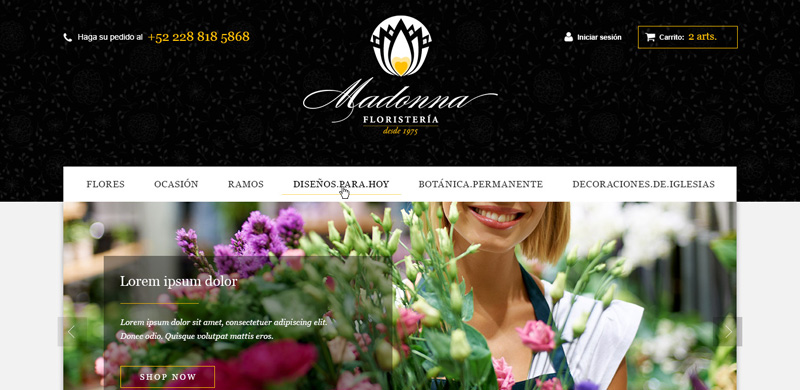 Haga su pedido al +52 228 818 5868
Iniciar sesión
Carrito: 2 arts.
Madonna
FLORISTERÍA
desde 1975
FLORES OCASIÓN RAMOS DISEÑOS.PARA.HOY BOTÁNICA.PERMANENTE DECORACIONES.DE.IGLESIAS
Lorem ipsum dolor
Lorem ipsum dolor sit amet, consectetuer adipiscing elit.
Donec odio. Quisque volutpat mattis eros.
SHOP NOW